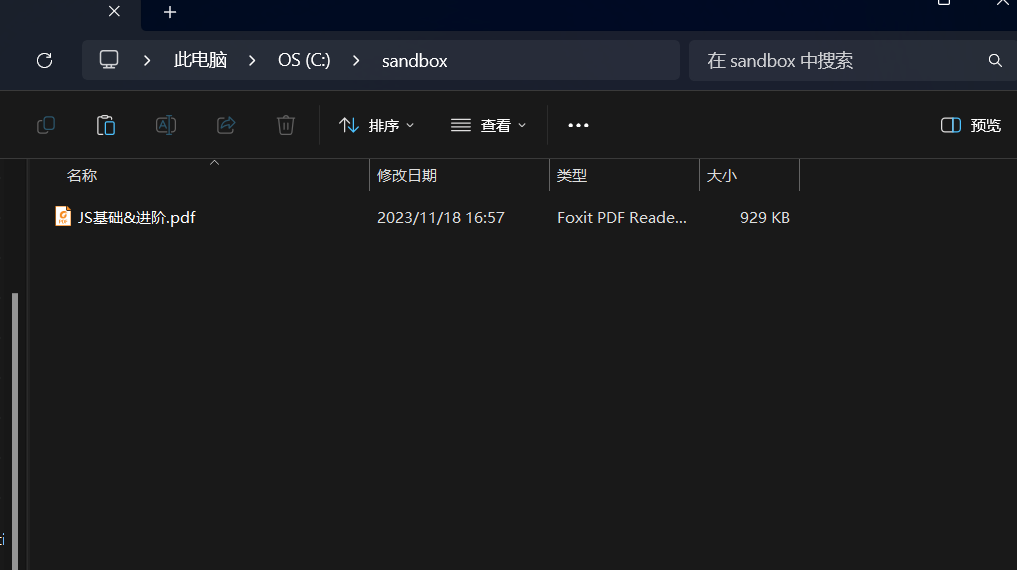 此电脑 OS (C:) sandbox 在 sandbox 中搜索
排序 查看 预览
名称 修改日期 类型 大小
JS基础&进阶.pdf 2023/11/18 16:57 Foxit PDF Reade... 929 KB